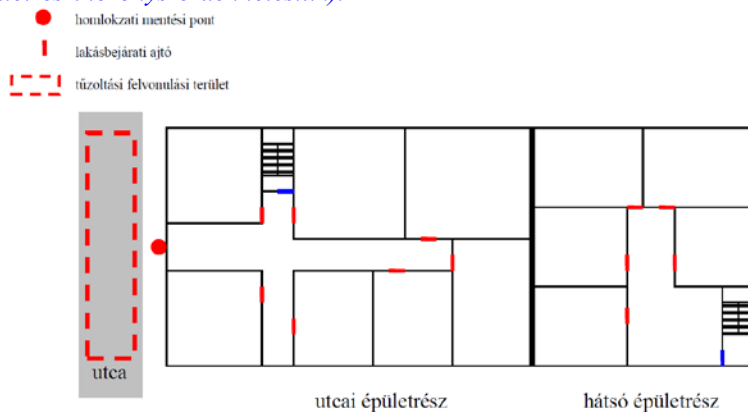 homlokzati mentési pont
lakásbejárati ajtó
tűzoltási felvonulási terület
utca
utcai épületrész
hátsó épületrész